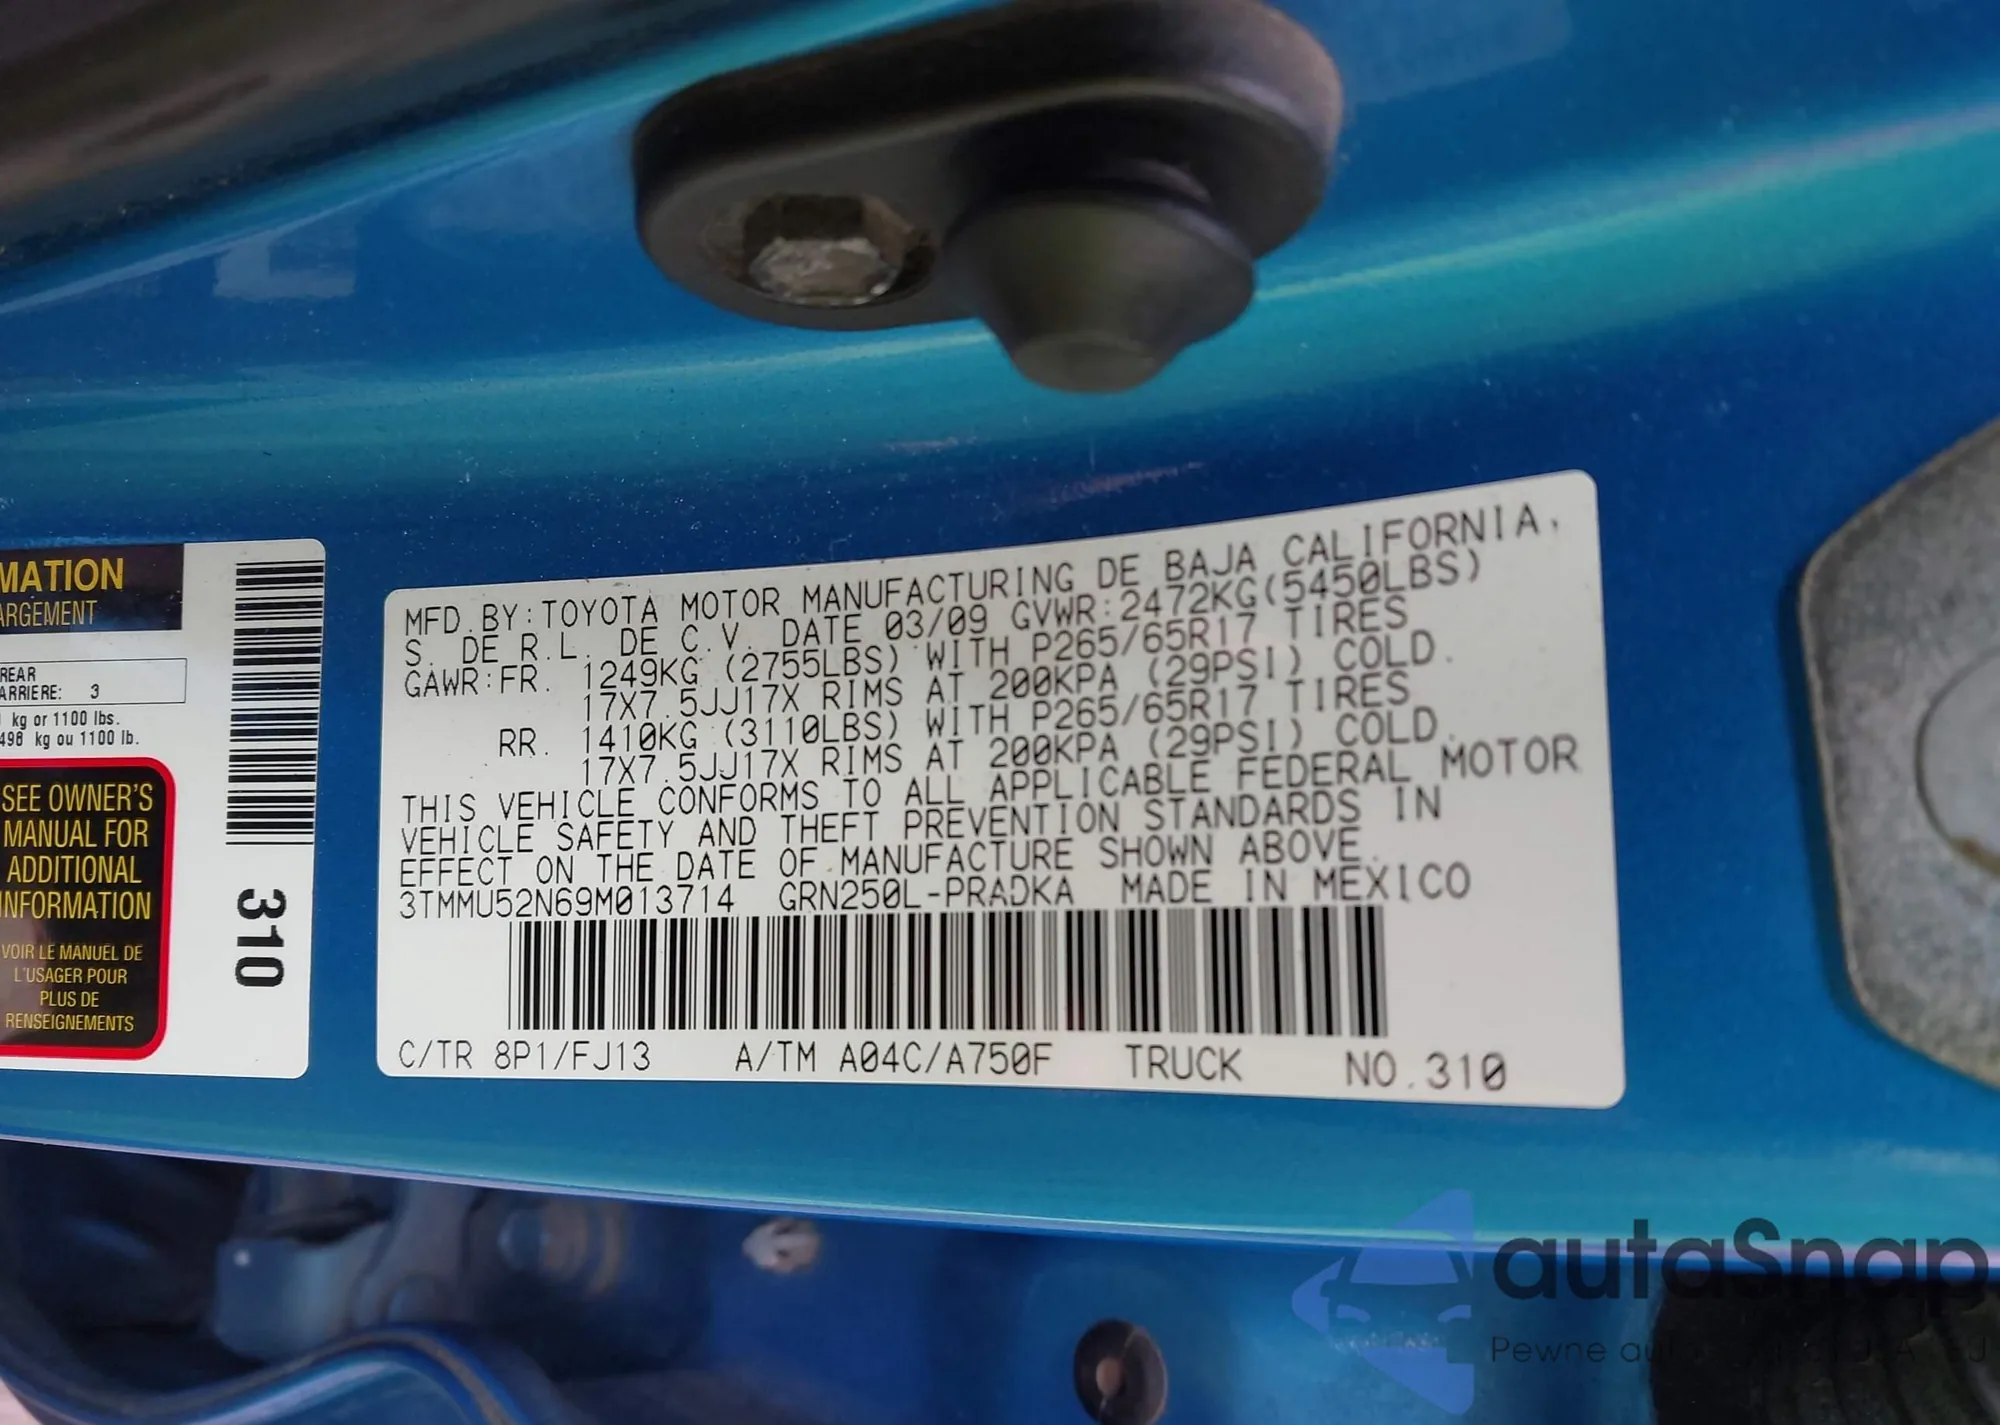 MATION
ARGEMENT
REAR
ARRIERE: 3
kg or 1100 lbs.
498 kg ou 1100 lb.
SEE OWNER'S
MANUAL FOR
ADDITIONAL
INFORMATION
VOIR LE MANUEL DE
L'USAGER POUR
PLUS DE
RENSEIGNEMENTS
310
MFD. BY: TOYOTA MOTOR MANUFACTURING DE BAJA CALIFORNIA,
S. DE R.L. DE C.V. DATE 03/09 GVWR:2472KG(5450LBS)
GAWR:FR. 1249KG (2755LBS) WITH P265/65R17 TIRES
17X7.5JJ17X RIMS AT 200KPA (29PSI) COLD.
RR. 1410KG (3110LBS) WITH P265/65R17 TIRES
17X7.5JJ17X RIMS AT 200KPA (29PSI) COLD.
THIS VEHICLE CONFORMS TO ALL APPLICABLE FEDERAL MOTOR
VEHICLE SAFETY AND THEFT PREVENTION STANDARDS IN
EFFECT ON THE DATE OF MANUFACTURE SHOWN ABOVE.
3TMMU52N69M013714 GRN250L-PRADKA MADE IN MEXICO
C/TR 8P1/FJ13 A/TM A04C/A750F TRUCK NO.310
autaSnap
Pewne